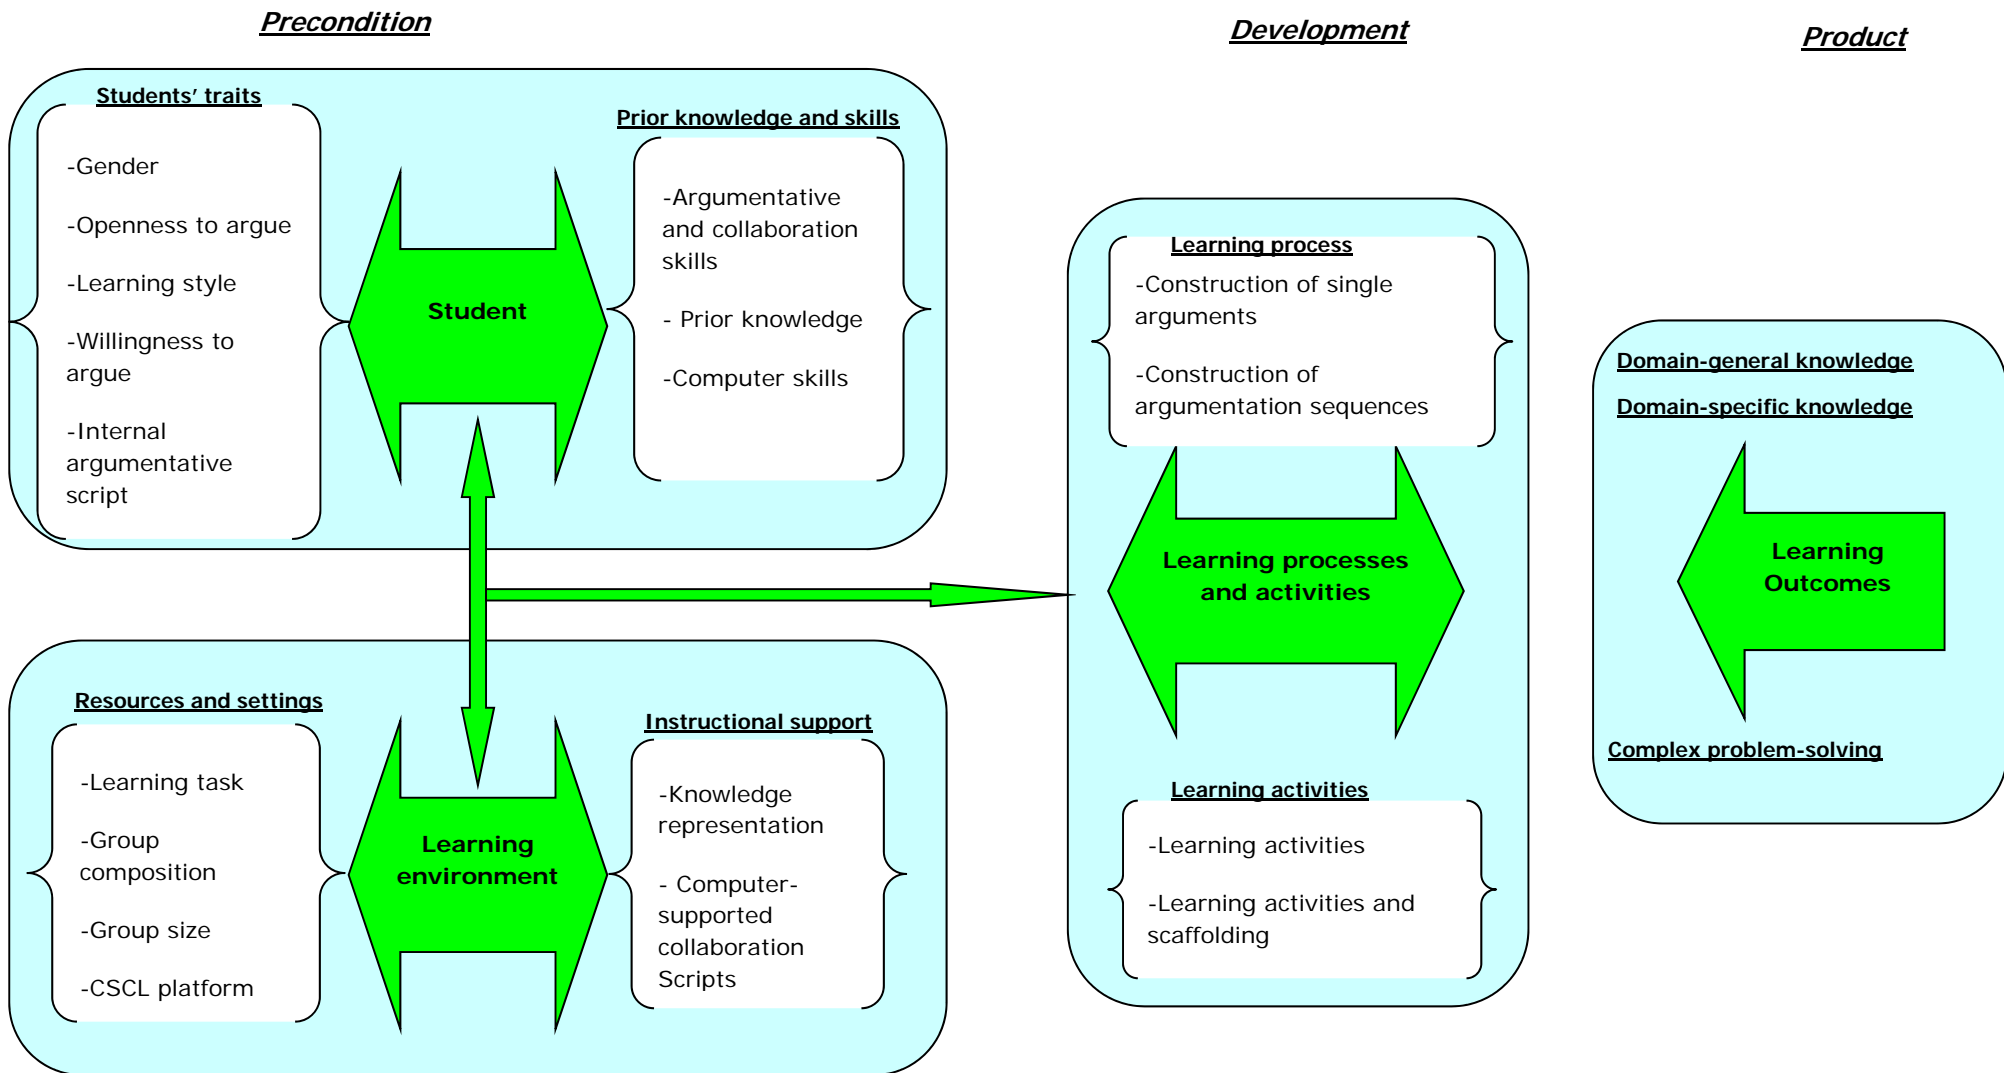 Precondition
Development
Product
Students' traits
-Gender
-Openness to argue
-Learning style
-Willingness to
argue
-Internal
argumentative
script
Student
Prior knowledge and skills
-Argumentative
and collaboration
skills
- Prior knowledge
-Computer skills
Resources and settings
-Learning task
-Group
composition
-Group size
-CSCL platform
Learning
environment
Instructional support
-Knowledge
representation
- Computer-
supported
collaboration
Scripts
Learning process
-Construction of single
arguments
-Construction of
argumentation sequences
Learning processes
and activities
Learning activities
-Learning activities
-Learning activities and
scaffolding
Domain-general knowledge
Domain-specific knowledge
Learning
Outcomes
Complex problem-solving